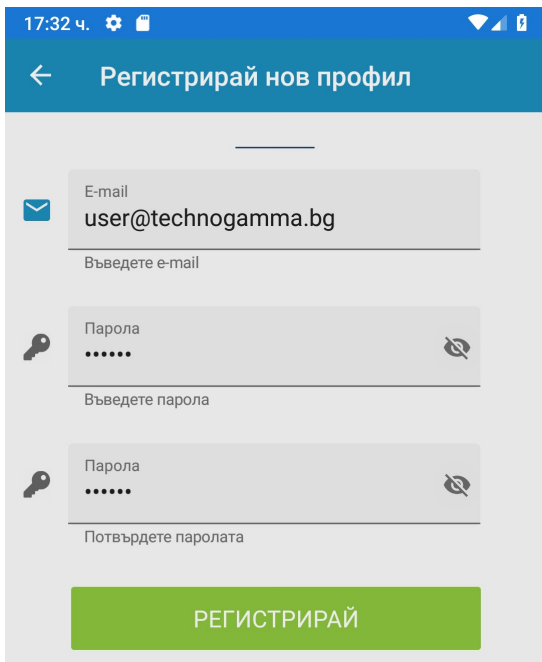 17:32 ч.
Регистрирай нов профил
E-mail
user@technogamma.bg
Въведете e-mail
Парола
••••••
Въведете парола
Парола
••••••
Потвърдете паролата
РЕГИСТРИРАЙ